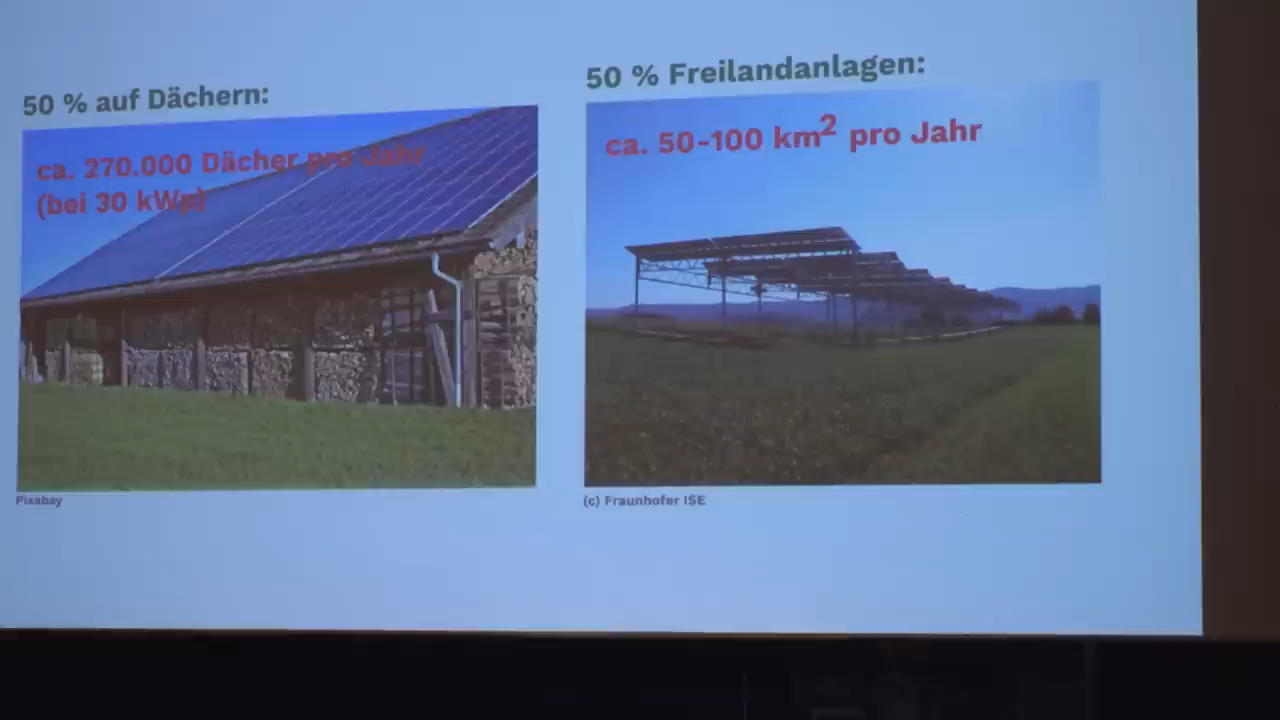 50 % auf Dächern:
ca. 270.000 Dächer pro Jahr
(bei 30 kWp)
Pixabay
50 % Freilandanlagen:
ca. 50-100 km² pro Jahr
(c) Fraunhofer ISE